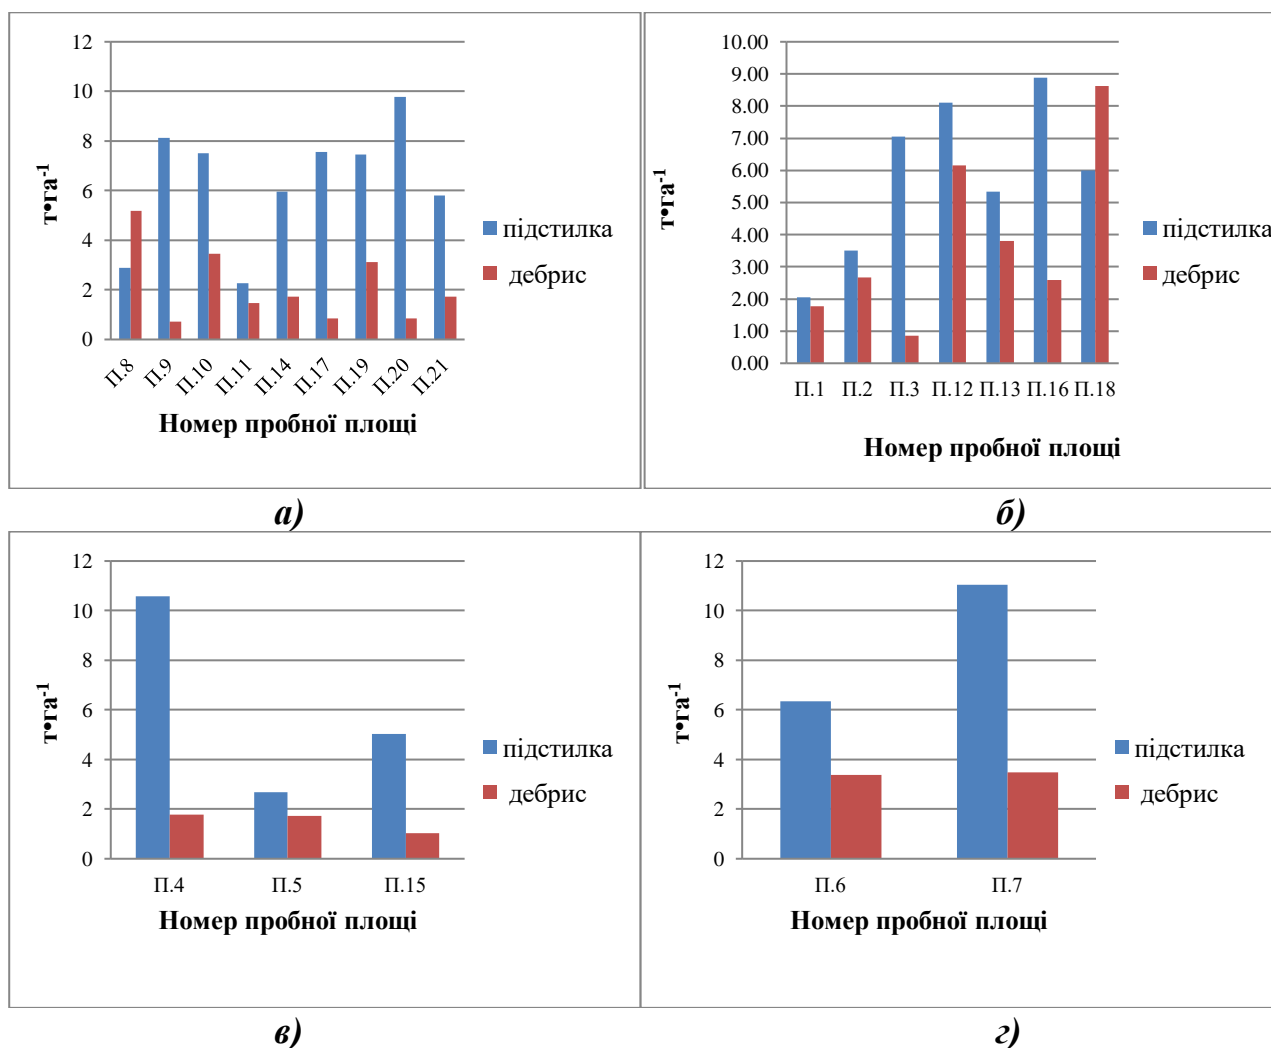 12
10
8
6
4
2
0
т•га-1
П.8 П.9 П.10 П.11 П.14 П.17 П.19 П.20 П.21
Номер пробної площі
підстилка
дебрис
а)
10.00
9.00
8.00
7.00
6.00
5.00
4.00
3.00
2.00
1.00
0.00
т•га-1
П.1 П.2 П.3 П.12 П.13 П.16 П.18
Номер пробної площі
підстилка
дебрис
б)
12
10
8
6
4
2
0
т•га-1
П.4 П.5 П.15
Номер пробної площі
підстилка
дебрис
в)
12
10
8
6
4
2
0
т•га-1
П.6 П.7
Номер пробної площі
підстилка
дебрис
г)